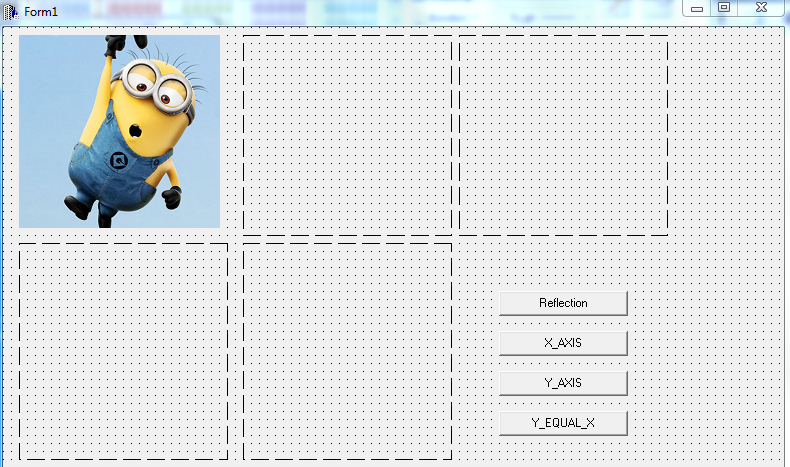 Form1
Reflection
X_AXIS
Y_AXIS
Y_EQUAL_X